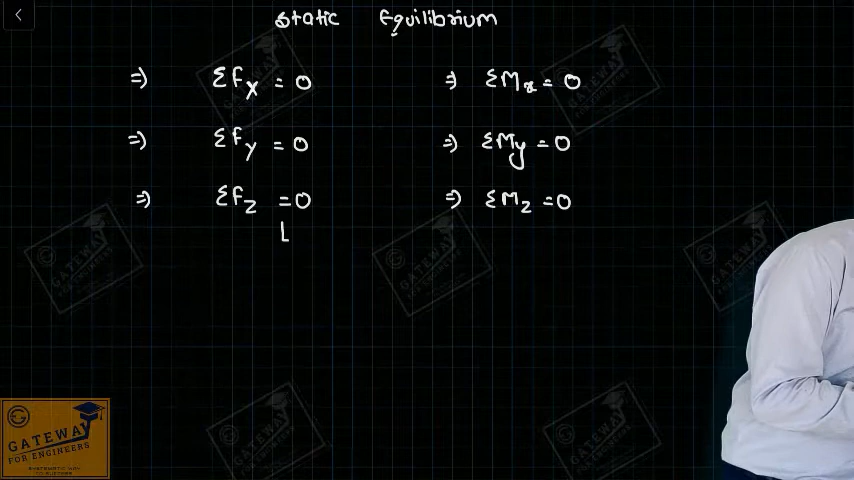 Static Equilibrium
=) ΣFx = 0 =) ΣMx = 0
=) ΣFy = 0 =) ΣMy = 0
=) ΣFz = 0 =) ΣMz = 0
L
GATEWAY
FOR ENGINEERS